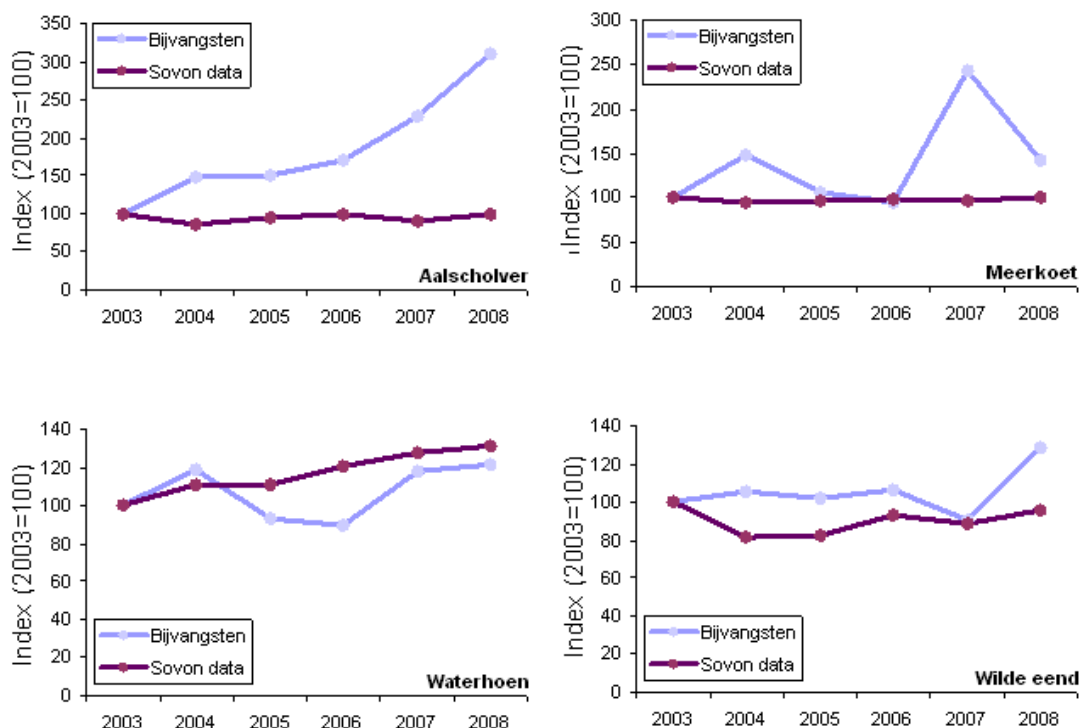 350
300
250
200
150
100
50
0
Index (2003=100)
Bijvangsten
Sovon data
Aalscholver
2003 2004 2005 2006 2007 2008
300
250
200
150
100
50
0
Index (2003=100)
Bijvangsten
Sovon data
Meerkoet
2003 2004 2005 2006 2007 2008
140
120
100
80
60
40
20
0
Index (2003=100)
Bijvangsten
Sovon data
Waterhoen
2003 2004 2005 2006 2007 2008
140
120
100
80
60
40
20
0
Index (2003=100)
Bijvangsten
Sovon data
Wilde eend
2003 2004 2005 2006 2007 2008